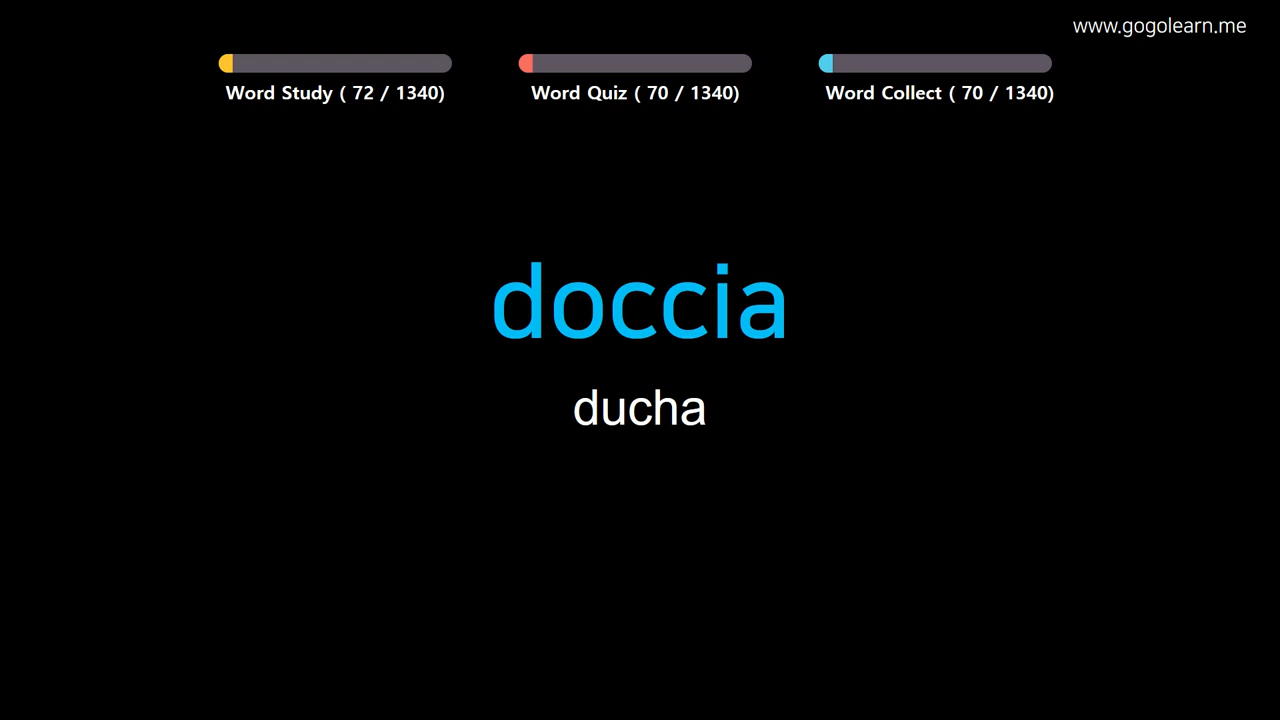 www.gogolearn.me
Word Study ( 72 / 1340)
Word Quiz ( 70 / 1340)
Word Collect ( 70 / 1340)
doccia
ducha